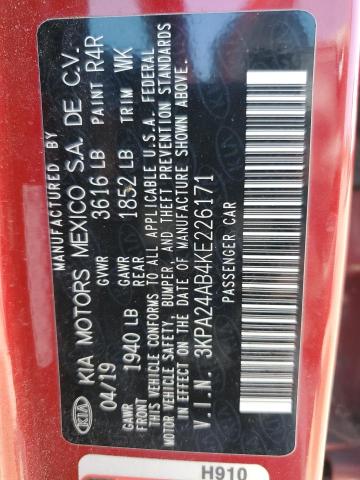 MANUFACTURED BY
KIA KIA MOTORS MEXICO S.A. DE C.V.
04/19 GVWR 3616 LB PAINT R4R
GAWR FRONT 1940 LB GAWR REAR 1852 LB TRIM WK
THIS VEHICLE CONFORMS TO ALL APPLICABLE U.S.A. FEDERAL
MOTOR VEHICLE SAFETY, BUMPER, AND THEFT PREVENTION STANDARDS
IN EFFECT ON THE DATE OF MANUFACTURE SHOWN ABOVE.
V.I.N. 3KPA24AB4KE226171
PASSENGER CAR
H910